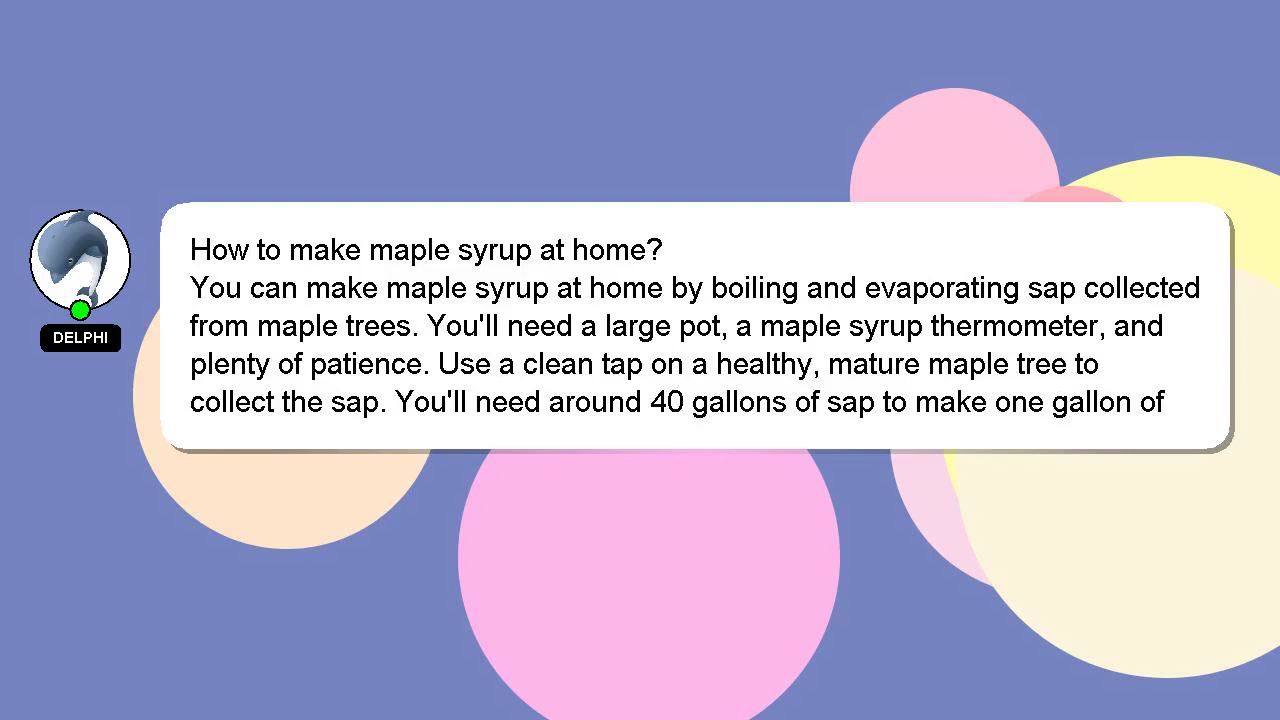 How to make maple syrup at home?
You can make maple syrup at home by boiling and evaporating sap collected
from maple trees. You'll need a large pot, a maple syrup thermometer, and
plenty of patience. Use a clean tap on a healthy, mature maple tree to
collect the sap. You'll need around 40 gallons of sap to make one gallon of
DELPHI